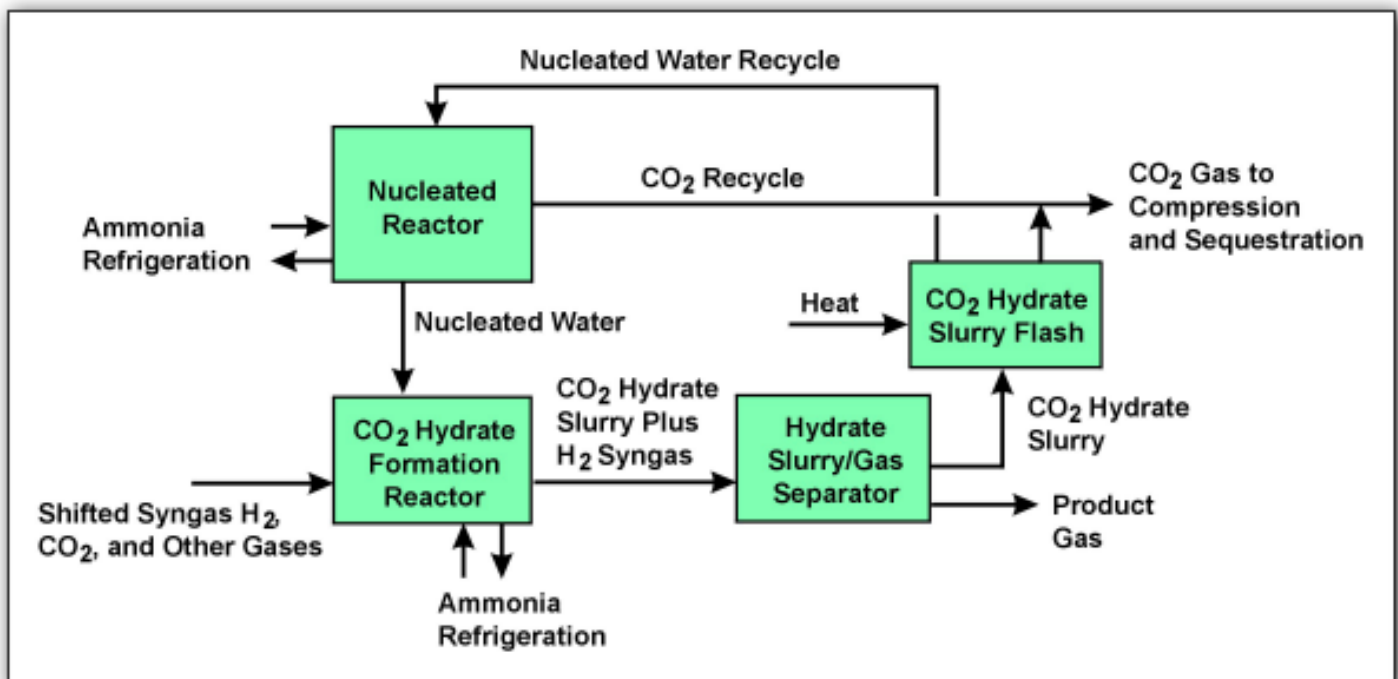 Nucleated Water Recycle
Nucleated
Reactor
CO2 Recycle
CO2 Gas to
Compression
and Sequestration
Ammonia
Refrigeration
Nucleated Water
Heat
CO2 Hydrate
Slurry Flash
CO2 Hydrate
Formation
Reactor
CO2 Hydrate
Slurry Plus
H2 Syngas
Hydrate
Slurry/Gas
Separator
CO2 Hydrate
Slurry
Shifted Syngas H2,
CO2, and Other Gases
Product
Gas
Ammonia
Refrigeration